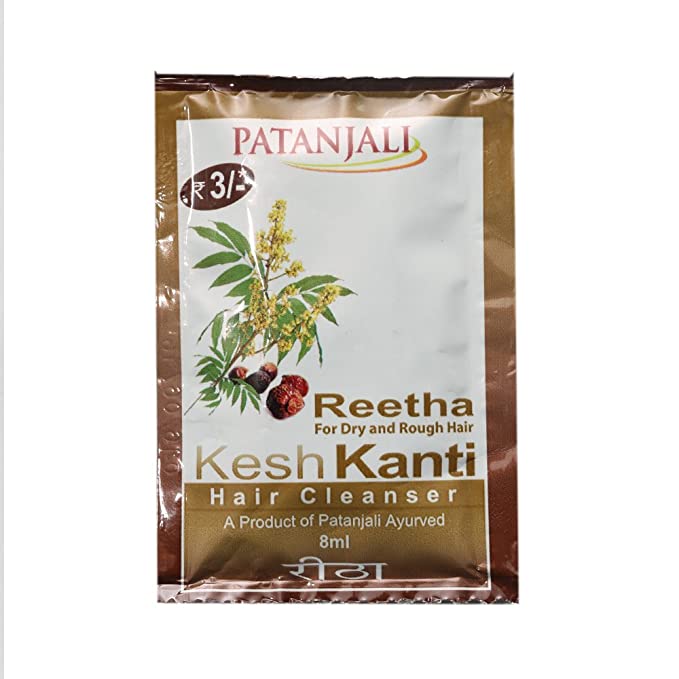 PATANJALI
₹ 3/-*
Reetha
For Dry and Rough Hair
Kesh Kanti
Hair Cleanser
A Product of Patanjali Ayurved
8ml
रीठा